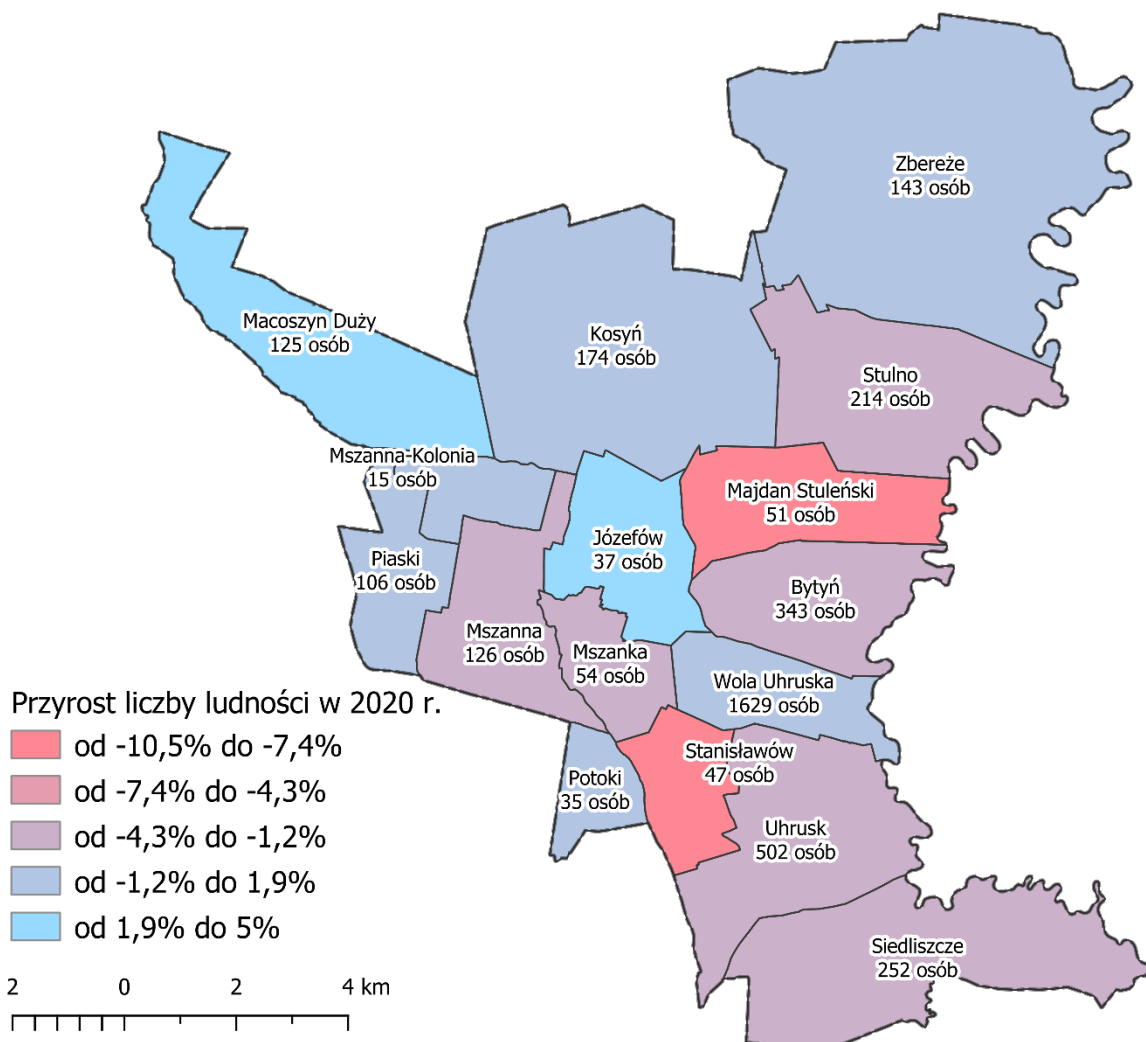 Zbereże
143 osób
Macoszyn Duży
125 osób
Kosyń
174 osób
Stulno
214 osób
Mszanna-Kolonia
15 osób
Majdan Stuleński
51 osób
Józefów
37 osób
Piaski
106 osób
Bytyń
343 osób
Mszanna
126 osób
Mszanka
54 osób
Wola Uhruska
1629 osób
Stanisławów
47 osób
Potoki
35 osób
Uhrusk
502 osób
Siedliszcze
252 osób
Przyrost liczby ludności w 2020 r.
od -10,5% do -7,4%
od -7,4% do -4,3%
od -4,3% do -1,2%
od -1,2% do 1,9%
od 1,9% do 5%
2 0 2 4 km